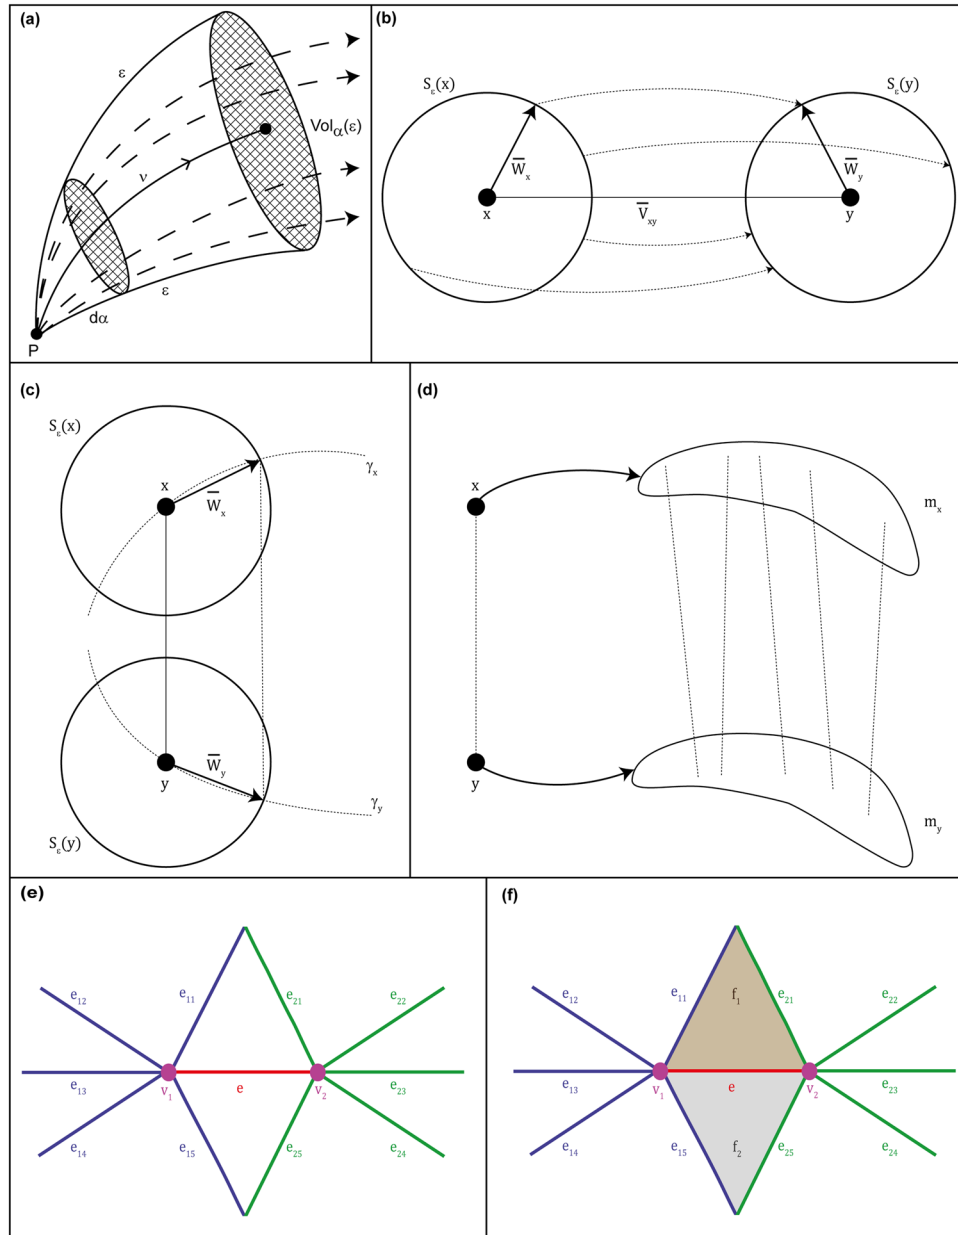 (a)
ε
Vol_α(ε)
ν
ε
dα
P
(b)
S_ε(x)
S_ε(y)
W̅_x
W̅_y
x
V̅_xy
y
(c)
S_ε(x)
x
γ_x
W̅_x
W̅_y
y
γ_y
S_ε(y)
(d)
x
m_x
y
m_y
(e)
e_12
e_11
e_21
e_22
e_13
v_1
e
v_2
e_23
e_14
e_15
e_25
e_24
(f)
e_12
e_11
f_1
e_21
e_22
e_13
v_1
e
v_2
e_23
e_14
e_15
f_2
e_25
e_24